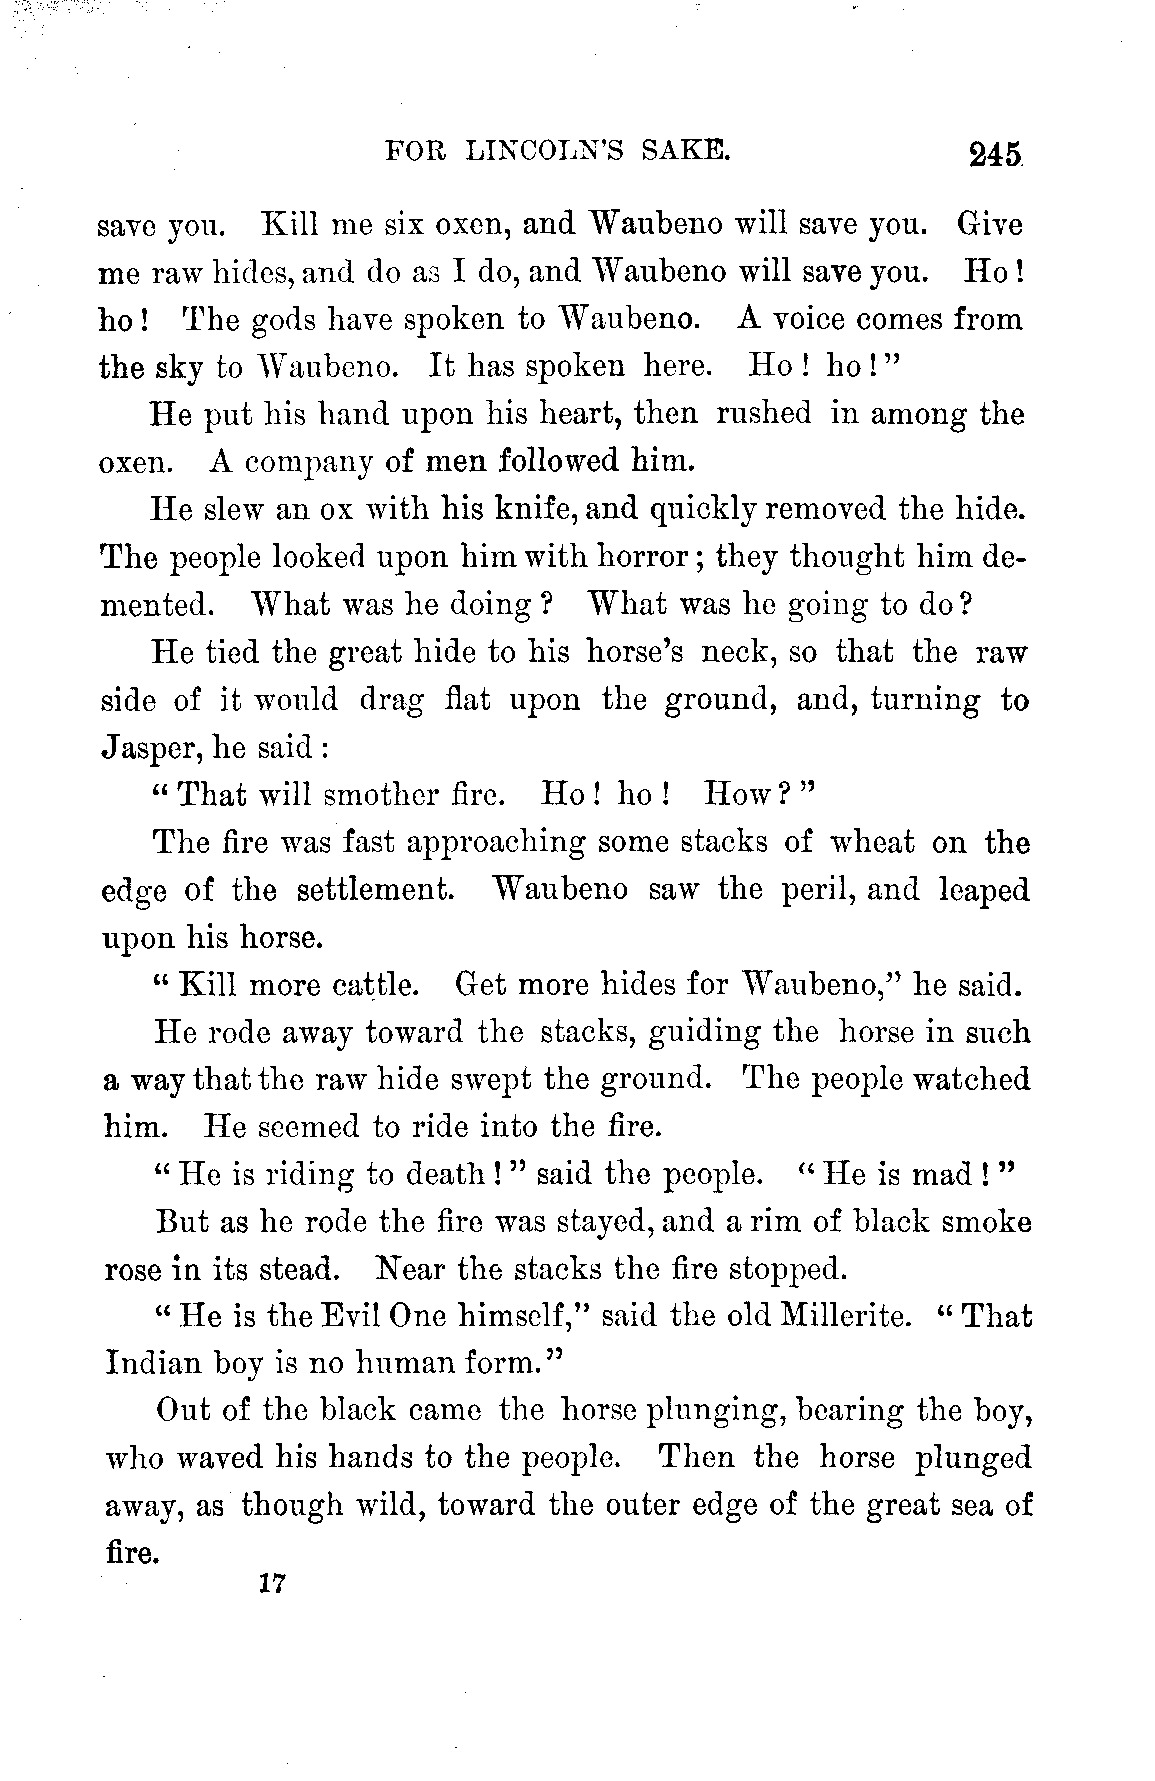 FOR LINCOLN'S SAKE. 245
save you. Kill me six oxen, and Waubeno will save you. Give
me raw hides, and do as I do, and Waubeno will save you. Ho!
ho! The gods have spoken to Waubeno. A voice comes from
the sky to Waubeno. It has spoken here. Ho! ho!"
He put his hand upon his heart, then rushed in among the
oxen. A company of men followed him.
He slew an ox with his knife, and quickly removed the hide.
The people looked upon him with horror; they thought him de-
mented. What was he doing? What was he going to do?
He tied the great hide to his horse's neck, so that the raw
side of it would drag flat upon the ground, and, turning to
Jasper, he said:
"That will smother fire. Ho! ho! How?"
The fire was fast approaching some stacks of wheat on the
edge of the settlement. Waubeno saw the peril, and leaped
upon his horse.
"Kill more cattle. Get more hides for Waubeno," he said.
He rode away toward the stacks, guiding the horse in such
a way that the raw hide swept the ground. The people watched
him. He seemed to ride into the fire.
"He is riding to death!" said the people. "He is mad!"
But as he rode the fire was stayed, and a rim of black smoke
rose in its stead. Near the stacks the fire stopped.
"He is the Evil One himself," said the old Millerite. "That
Indian boy is no human form."
Out of the black came the horse plunging, bearing the boy,
who waved his hands to the people. Then the horse plunged
away, as though wild, toward the outer edge of the great sea of
fire.
17